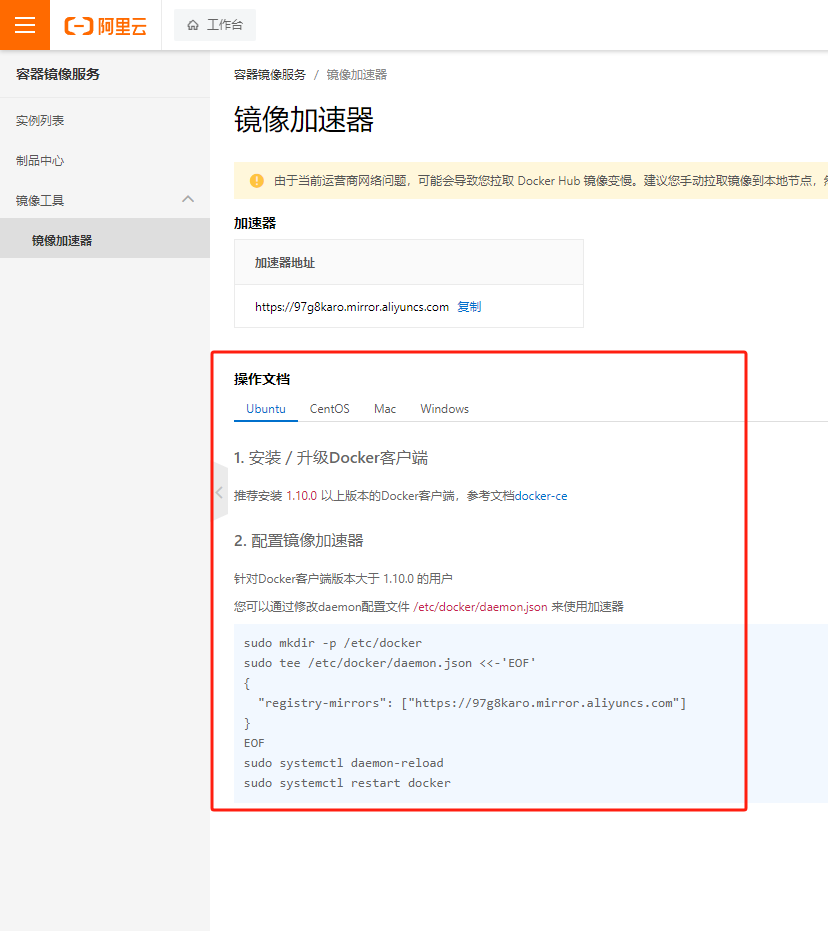 阿里云
工作台
容器镜像服务
实例列表
制品中心
镜像工具
镜像加速器
容器镜像服务 / 镜像加速器
镜像加速器
由于当前运营商网络问题，可能会导致您拉取 Docker Hub 镜像变慢。建议您手动拉取镜像到本地节点，
加速器
加速器地址
https://97g8karo.mirror.aliyuncs.com 复制
操作文档
Ubuntu CentOS Mac Windows
1. 安装 / 升级Docker客户端
推荐安装 1.10.0 以上版本的Docker客户端，参考文档docker-ce
2. 配置镜像加速器
针对Docker客户端版本大于 1.10.0 的用户
您可以通过修改daemon配置文件 /etc/docker/daemon.json 来使用加速器
sudo mkdir -p /etc/docker
sudo tee /etc/docker/daemon.json <<-'EOF'
{
  "registry-mirrors": ["https://97g8karo.mirror.aliyuncs.com"]
}
EOF
sudo systemctl daemon-reload
sudo systemctl restart docker